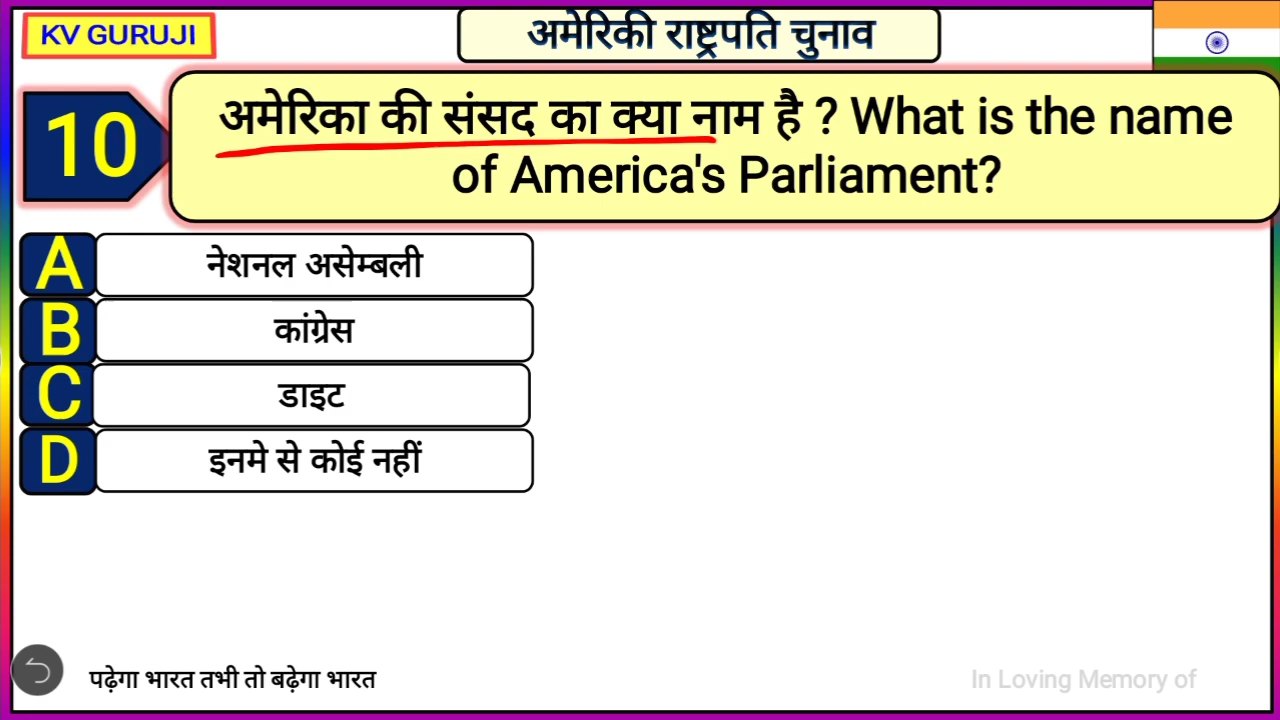 KV GURUJI
अमेरिकी राष्ट्रपति चुनाव
10
अमेरिका की संसद का क्या नाम है ? What is the name
of America's Parliament?
A नेशनल असेम्बली
B कांग्रेस
C डाइट
D इनमे से कोई नहीं
पढ़ेगा भारत तभी तो बढ़ेगा भारत
In Loving Memory of